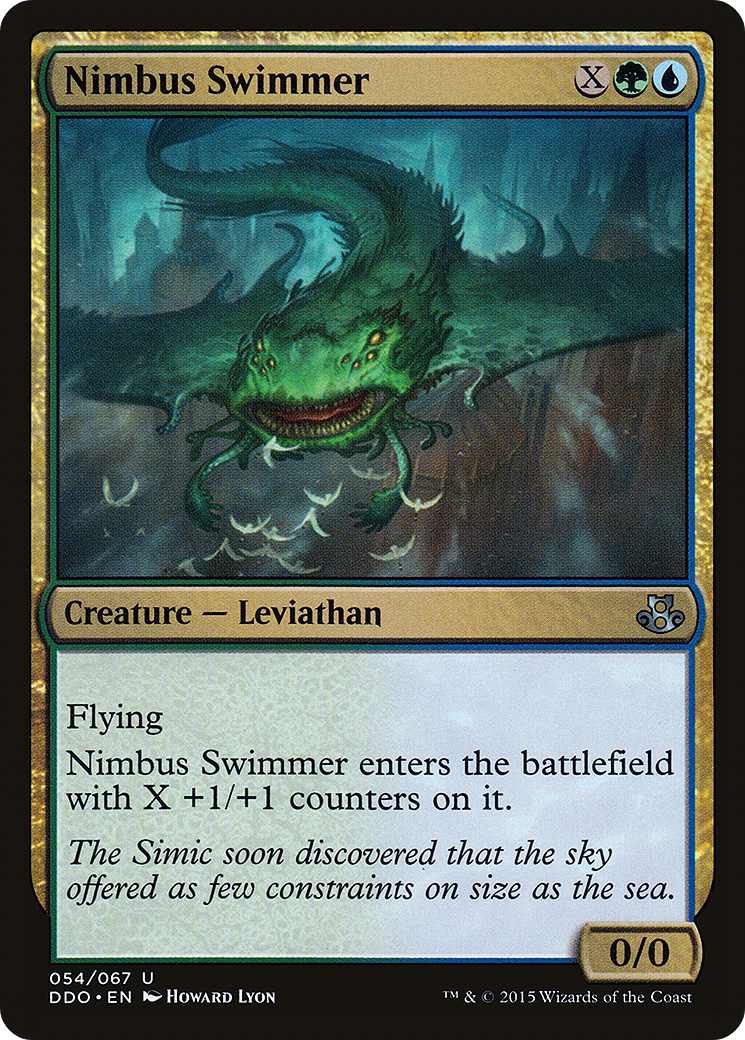 Nimbus Swimmer X
Creature — Leviathan
Flying
Nimbus Swimmer enters the battlefield
with X +1/+1 counters on it.
The Simic soon discovered that the sky
offered as few constraints on size as the sea.
0/0
054/067 U
DDO • EN Howard Lyon ™ & © 2015 Wizards of the Coast